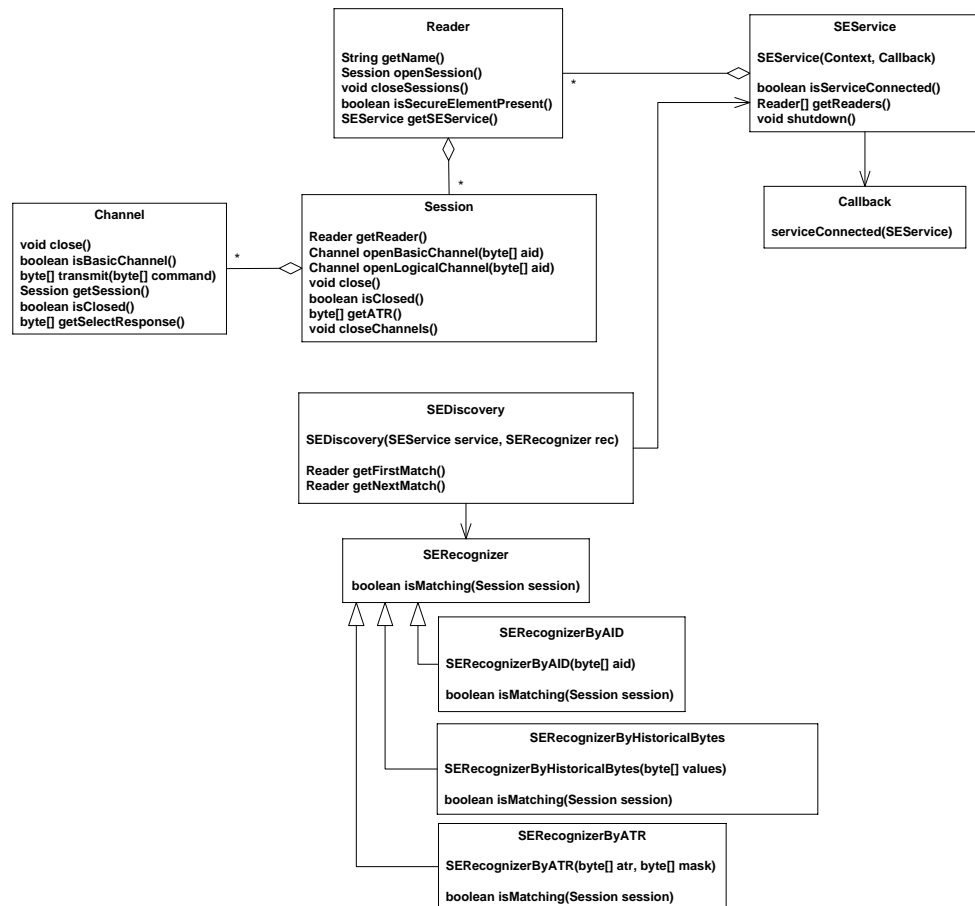 Reader
String getName()
Session openSession()
void closeSessions()
boolean isSecureElementPresent()
SEService getSEService()
*
SEService
SEService(Context, Callback)
boolean isServiceConnected()
Reader[] getReaders()
void shutdown()
Callback
serviceConnected(SEService)
*
Session
Reader getReader()
Channel openBasicChannel(byte[] aid)
Channel openLogicalChannel(byte[] aid)
void close()
boolean isClosed()
byte[] getATR()
void closeChannels()
*
Channel
void close()
boolean isBasicChannel()
byte[] transmit(byte[] command)
Session getSession()
boolean isClosed()
byte[] getSelectResponse()
SEDiscovery
SEDiscovery(SEService service, SERecognizer rec)
Reader getFirstMatch()
Reader getNextMatch()
SERecognizer
boolean isMatching(Session session)
SERecognizerByAID
SERecognizerByAID(byte[] aid)
boolean isMatching(Session session)
SERecognizerByHistoricalBytes
SERecognizerByHistoricalBytes(byte[] values)
boolean isMatching(Session session)
SERecognizerByATR
SERecognizerByATR(byte[] atr, byte[] mask)
boolean isMatching(Session session)